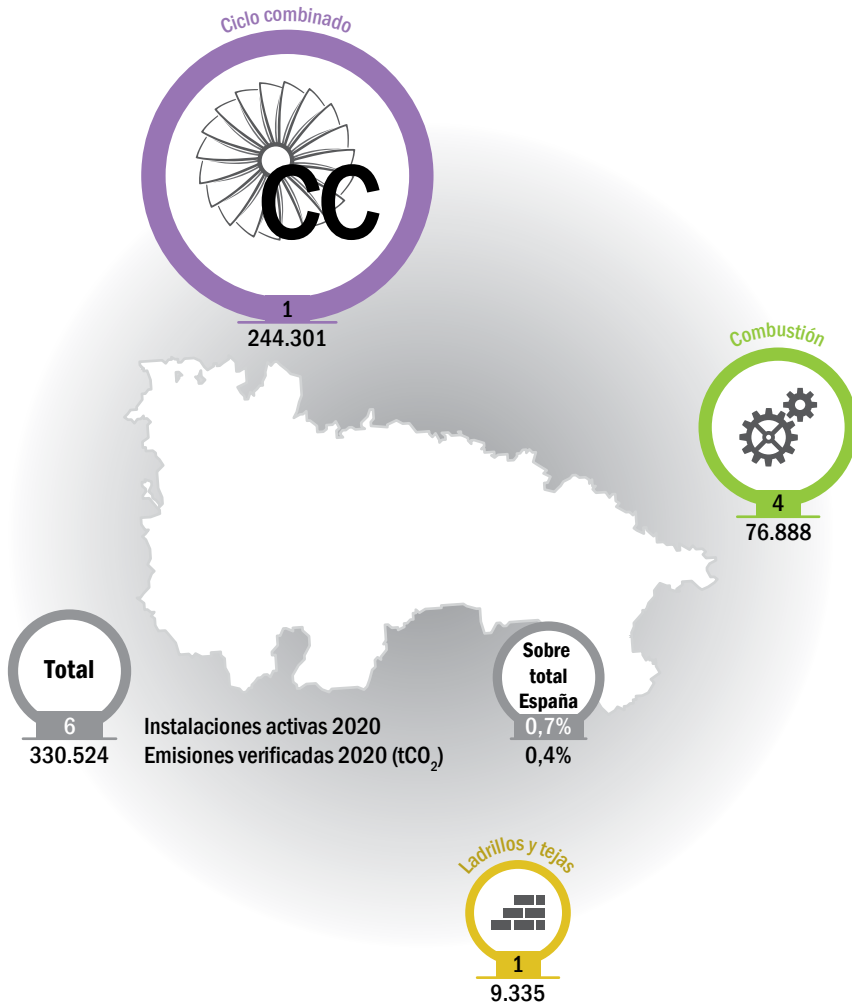 Ciclo combinado
CC
1
244.301
Combustión
4
76.888
Total
6
330.524
Instalaciones activas 2020
Emisiones verificadas 2020 (tCO₂)
Sobre
total
España
0,7%
0,4%
Ladrillos y tejas
1
9.335